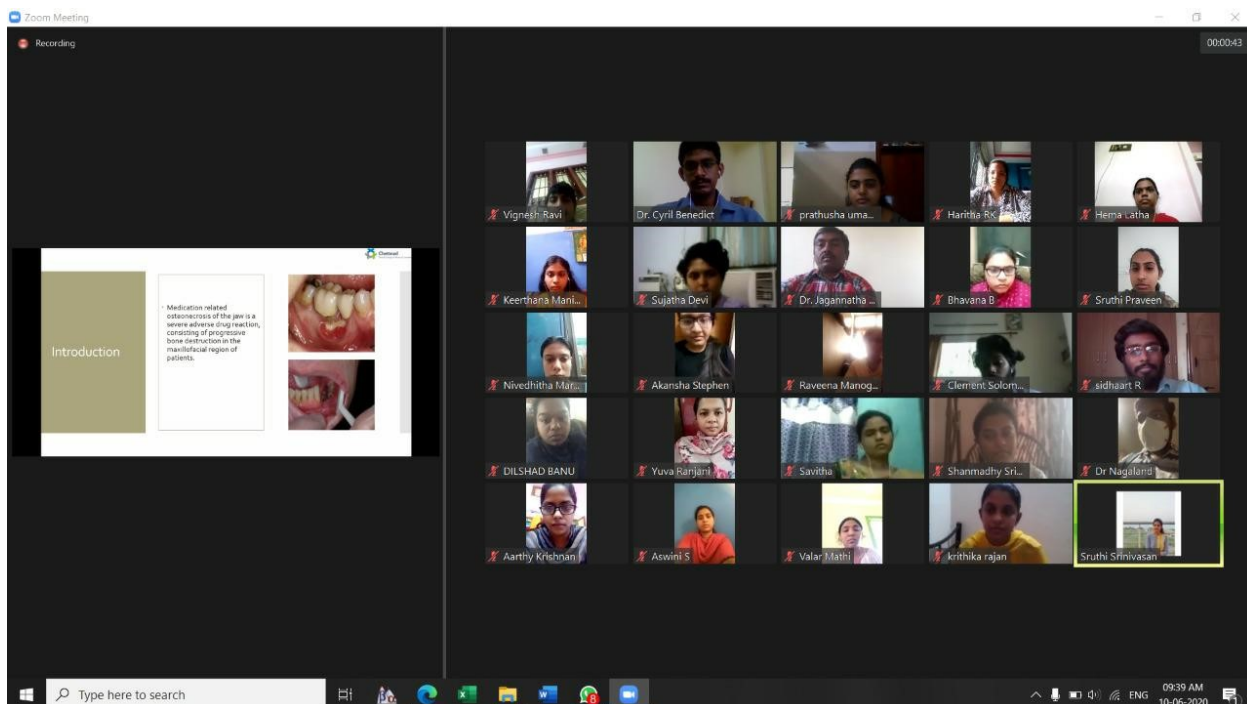 Zoom Meeting
Recording
00:00:43
Chettinad
Introduction
Medication related
osteonecrosis of the jaw is a
severe adverse drug reaction,
consisting of progressive
bone destruction in the
maxillofacial region of
patients.
Vignesh Ravi
Dr. Cyril Benedict
prathusha uma...
Haritha RK
Hema Latha
Keerthana Mani...
Sujatha Devi
Dr. Jagannatha ...
Bhavana B
Sruthi Praveen
Nivedhitha Mar...
Akansha Stephen
Raveena Manog...
Clement Solom...
sidhaart R
DILSHAD BANU
Yuva Ranjani
Savitha
Shanmadhy Sri...
Dr Nagaland
Aarthy Krishnan
Aswini S
Valar Mathi
krithika rajan
Sruthi Srinivasan
Type here to search
8
ENG
09:39 AM
10-06-2020